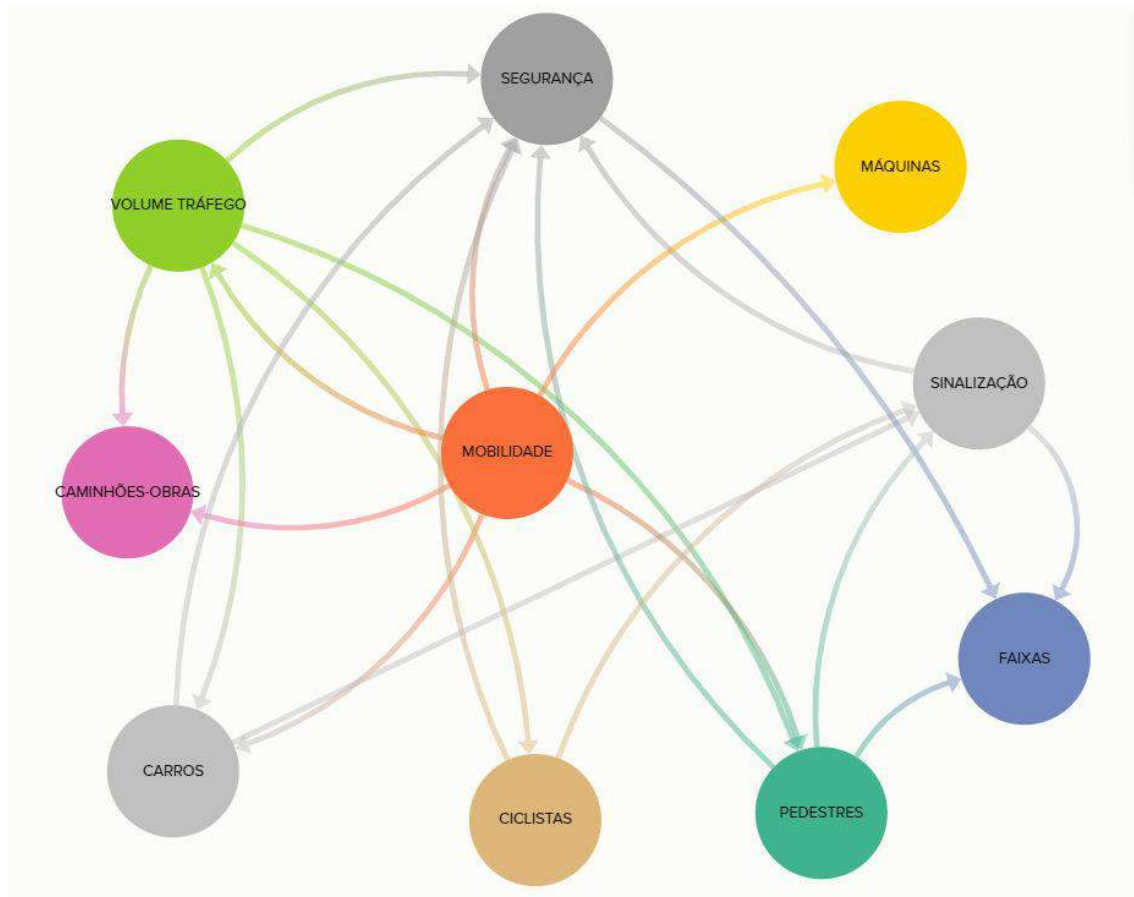 SEGURANÇA
MÁQUINAS
VOLUME TRÁFEGO
SINALIZAÇÃO
MOBILIDADE
CAMINHÕES-OBRAS
FAIXAS
CARROS
CICLISTAS
PEDESTRES